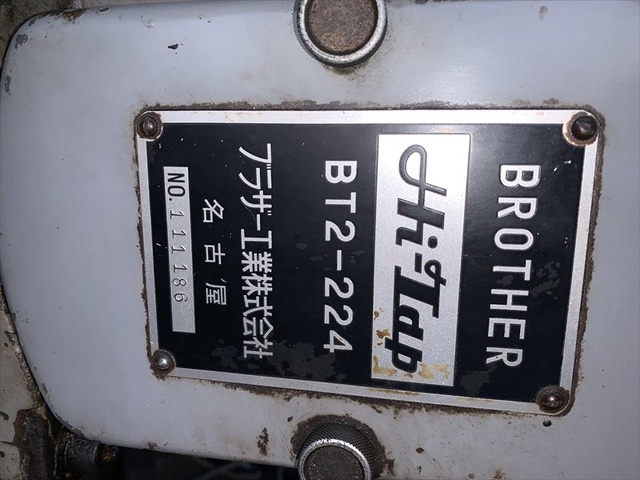 BROTHER
Hi-Tap
BT2-224
ブラザー工業株式会社
名古屋
NO. 111186